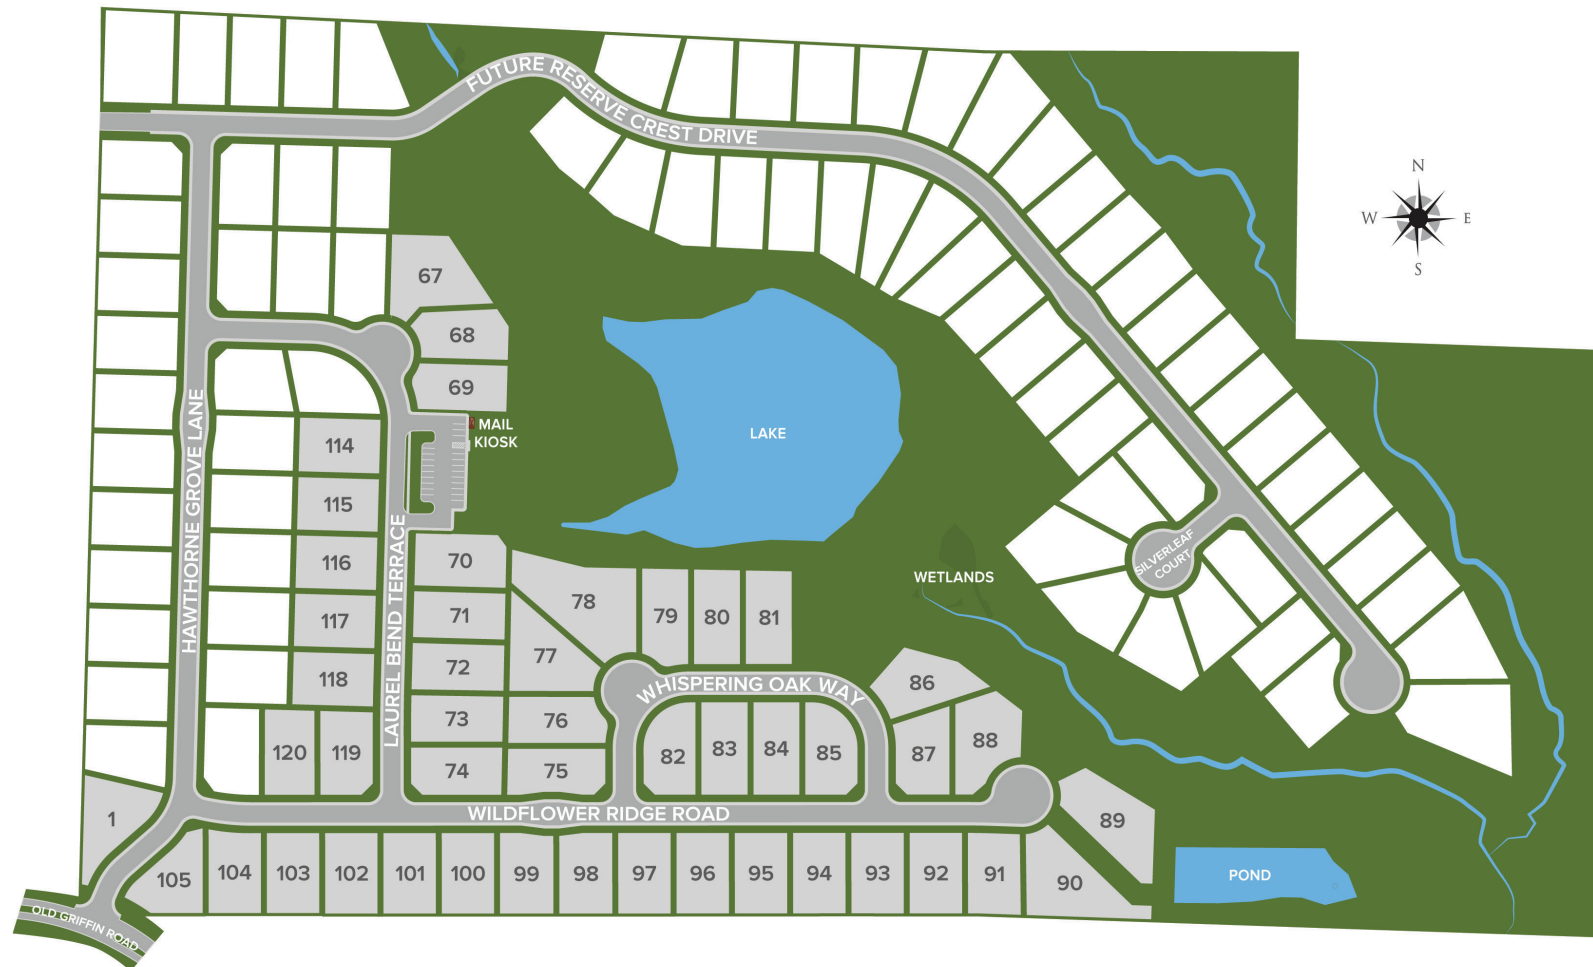 FUTURE RESERVE CREST DRIVE
N
W
E
S
67
68
69
HAWTHORNE GROVE LANE
MAIL
KIOSK
LAKE
114
115
116
117
118
120
119
LAUREL BEND TERRACE
70
71
72
73
74
78
77
76
75
79
80
81
WETLANDS
SILVERLEAF
COURT
WHISPERING OAK WAY
82
83
84
85
86
87
88
1
WILDFLOWER RIDGE ROAD
89
105
104
103
102
101
100
99
98
97
96
95
94
93
92
91
90
POND
OLD GRIFFIN ROAD